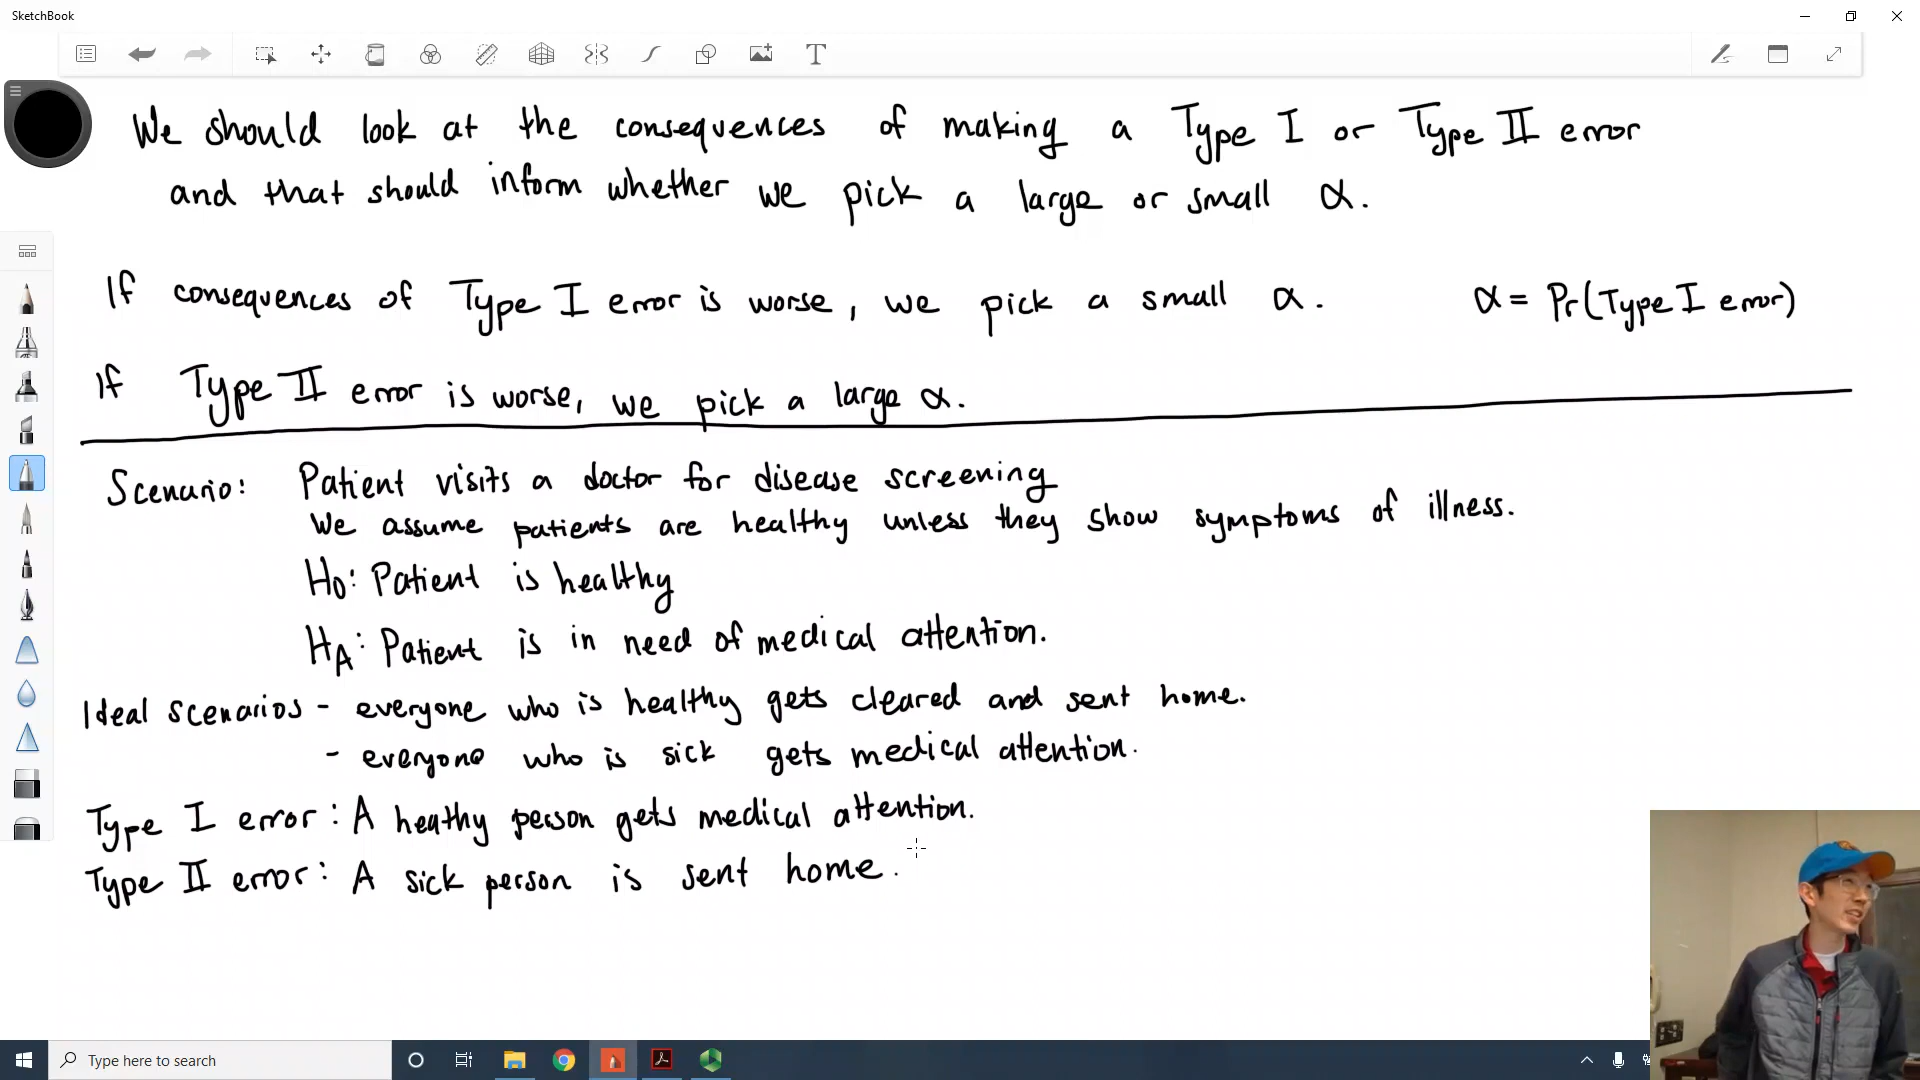 SketchBook
We should look at the consequences of making a Type I or Type II error
and that should inform whether we pick a large or small α.
If consequences of Type I error is worse, we pick a small α. α = Pr(Type I error)
If Type II error is worse, we pick a large α.
Scenario: Patient visits a doctor for disease screening
We assume patients are healthy unless they show symptoms of illness.
H₀: Patient is healthy
H_A: Patient is in need of medical attention.
Ideal Scenarios - everyone who is healthy gets cleared and sent home.
- everyone who is sick gets medical attention.
Type I error: A heathy person gets medical attention.
Type II error: A sick person is sent home.
Type here to search